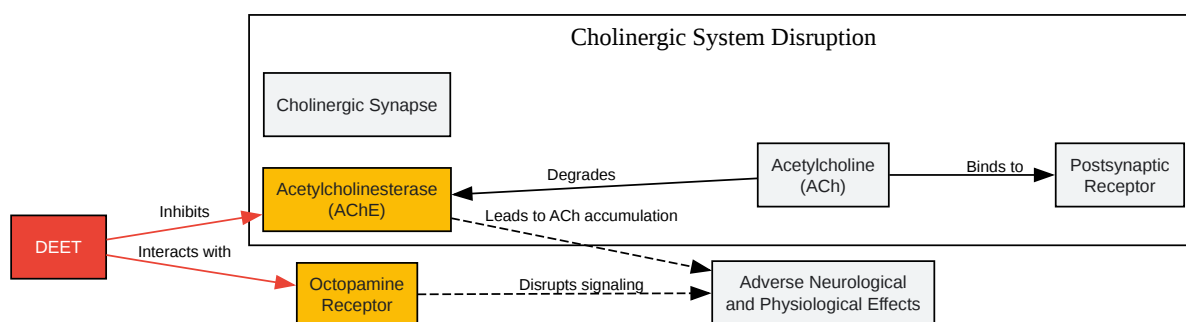 Cholinergic System Disruption
Cholinergic Synapse
Acetylcholinesterase
(AChE)
Degrades
Acetylcholine
(ACh)
Binds to
Postsynaptic
Receptor
DEET
Inhibits
Interacts with
Leads to ACh accumulation
Octopamine
Receptor
Disrupts signaling
Adverse Neurological
and Physiological Effects